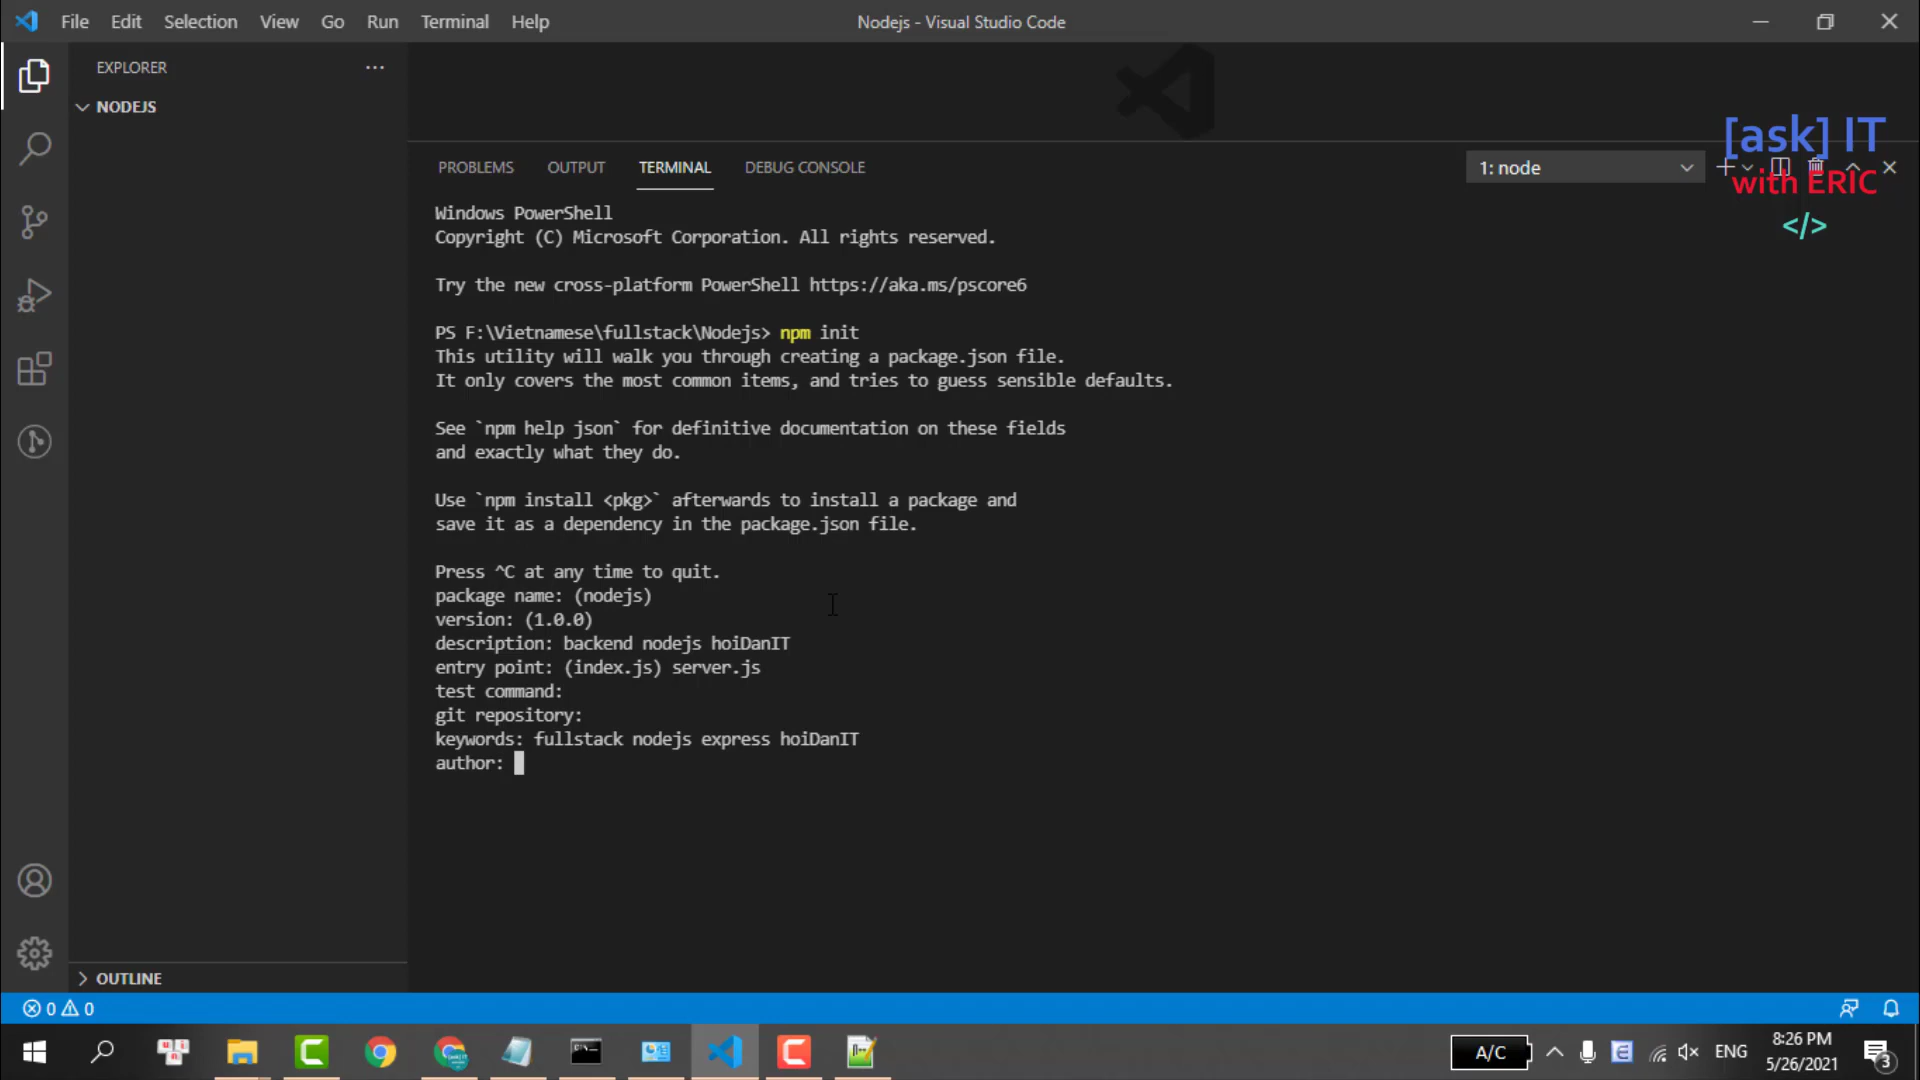 File Edit Selection View Go Run Terminal Help
Nodejs - Visual Studio Code
EXPLORER
NODEJS
[ask] IT
with ERIC
</>
PROBLEMS OUTPUT TERMINAL DEBUG CONSOLE
1: node
Windows PowerShell
Copyright (C) Microsoft Corporation. All rights reserved.
Try the new cross-platform PowerShell https://aka.ms/pscore6
PS F:\Vietnamese\fullstack\Nodejs> npm init
This utility will walk you through creating a package.json file.
It only covers the most common items, and tries to guess sensible defaults.
See `npm help json` for definitive documentation on these fields
and exactly what they do.
Use `npm install <pkg>` afterwards to install a package and
save it as a dependency in the package.json file.
Press ^C at any time to quit.
package name: (nodejs)
version: (1.0.0)
description: backend nodejs hoiDanIT
entry point: (index.js) server.js
test command:
git repository:
keywords: fullstack nodejs express hoiDanIT
author:
OUTLINE
0 0
A/C
ENG
8:26 PM
5/26/2021
3